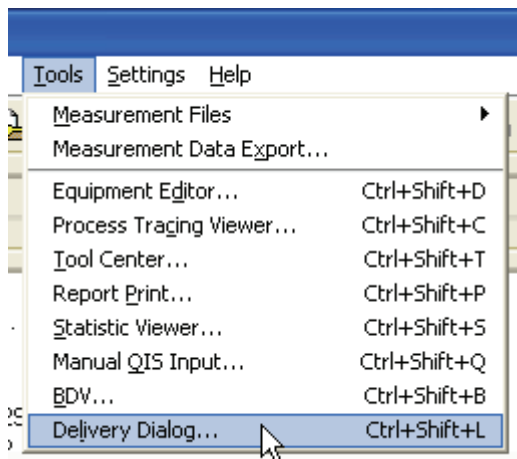 Tools Settings Help
Measurement Files
Measurement Data Export...
Equipment Editor... Ctrl+Shift+D
Process Tracing Viewer... Ctrl+Shift+C
Tool Center... Ctrl+Shift+T
Report Print... Ctrl+Shift+P
Statistic Viewer... Ctrl+Shift+S
Manual QIS Input... Ctrl+Shift+Q
BDV... Ctrl+Shift+B
Delivery Dialog... Ctrl+Shift+L